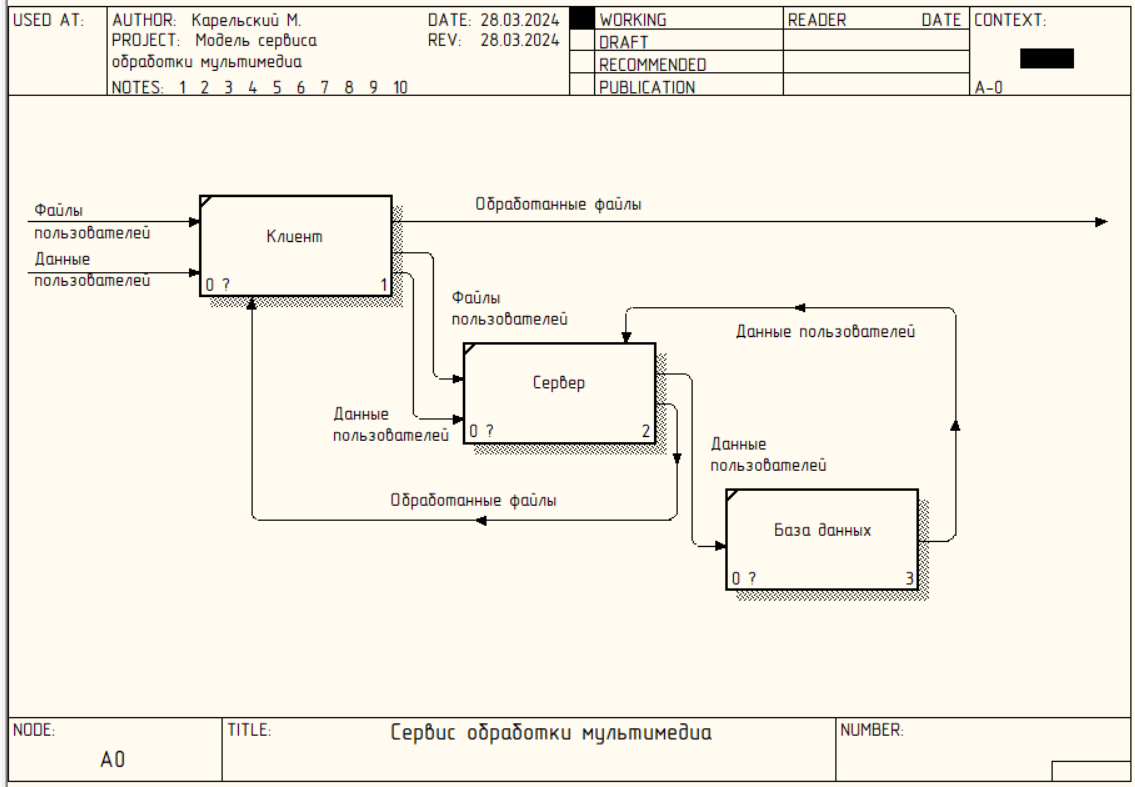 USED AT:
AUTHOR: Карельский М.
DATE: 28.03.2024
PROJECT: Модель сервиса
REV: 28.03.2024
обработки мультимедиа
NOTES: 1 2 3 4 5 6 7 8 9 10
WORKING
DRAFT
RECOMMENDED
PUBLICATION
READER DATE
CONTEXT:
A-0
Файлы
пользователей
Данные
пользователей
Клиент
0 ? 1
Обработанные файлы
Файлы
пользователей
Данные пользователей
Сервер
0 ? 2
Данные
пользователей
Данные
пользователей
Обработанные файлы
База данных
0 ? 3
NODE:
A0
TITLE:
Сервис обработки мультимедиа
NUMBER: